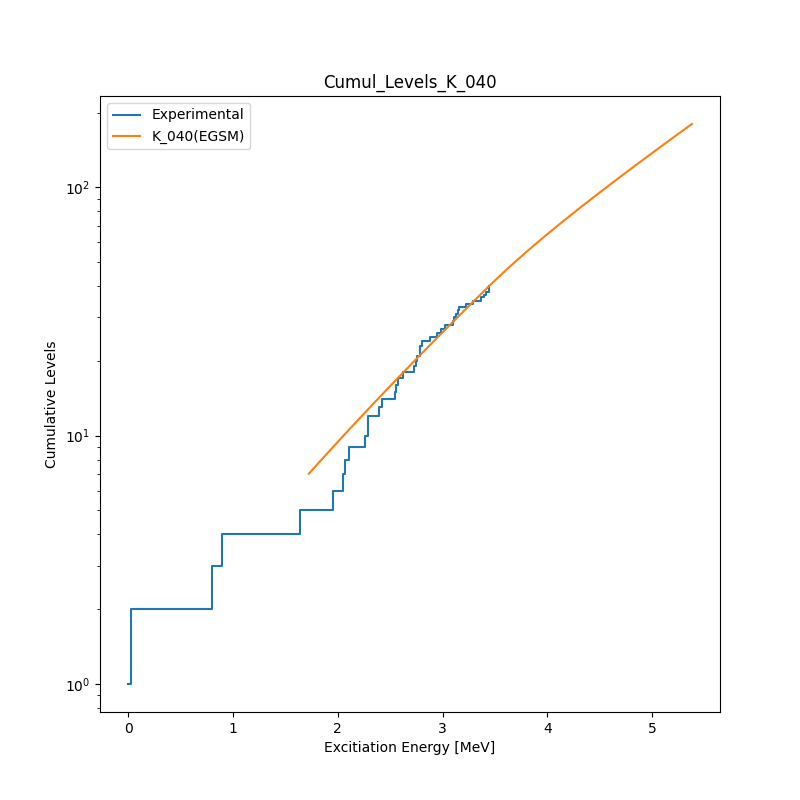 Cumul_Levels_K_040
Experimental
K_040(EGSM)
Cumulative Levels
10²
10¹
10⁰
0 1 2 3 4 5
Excitiation Energy [MeV]